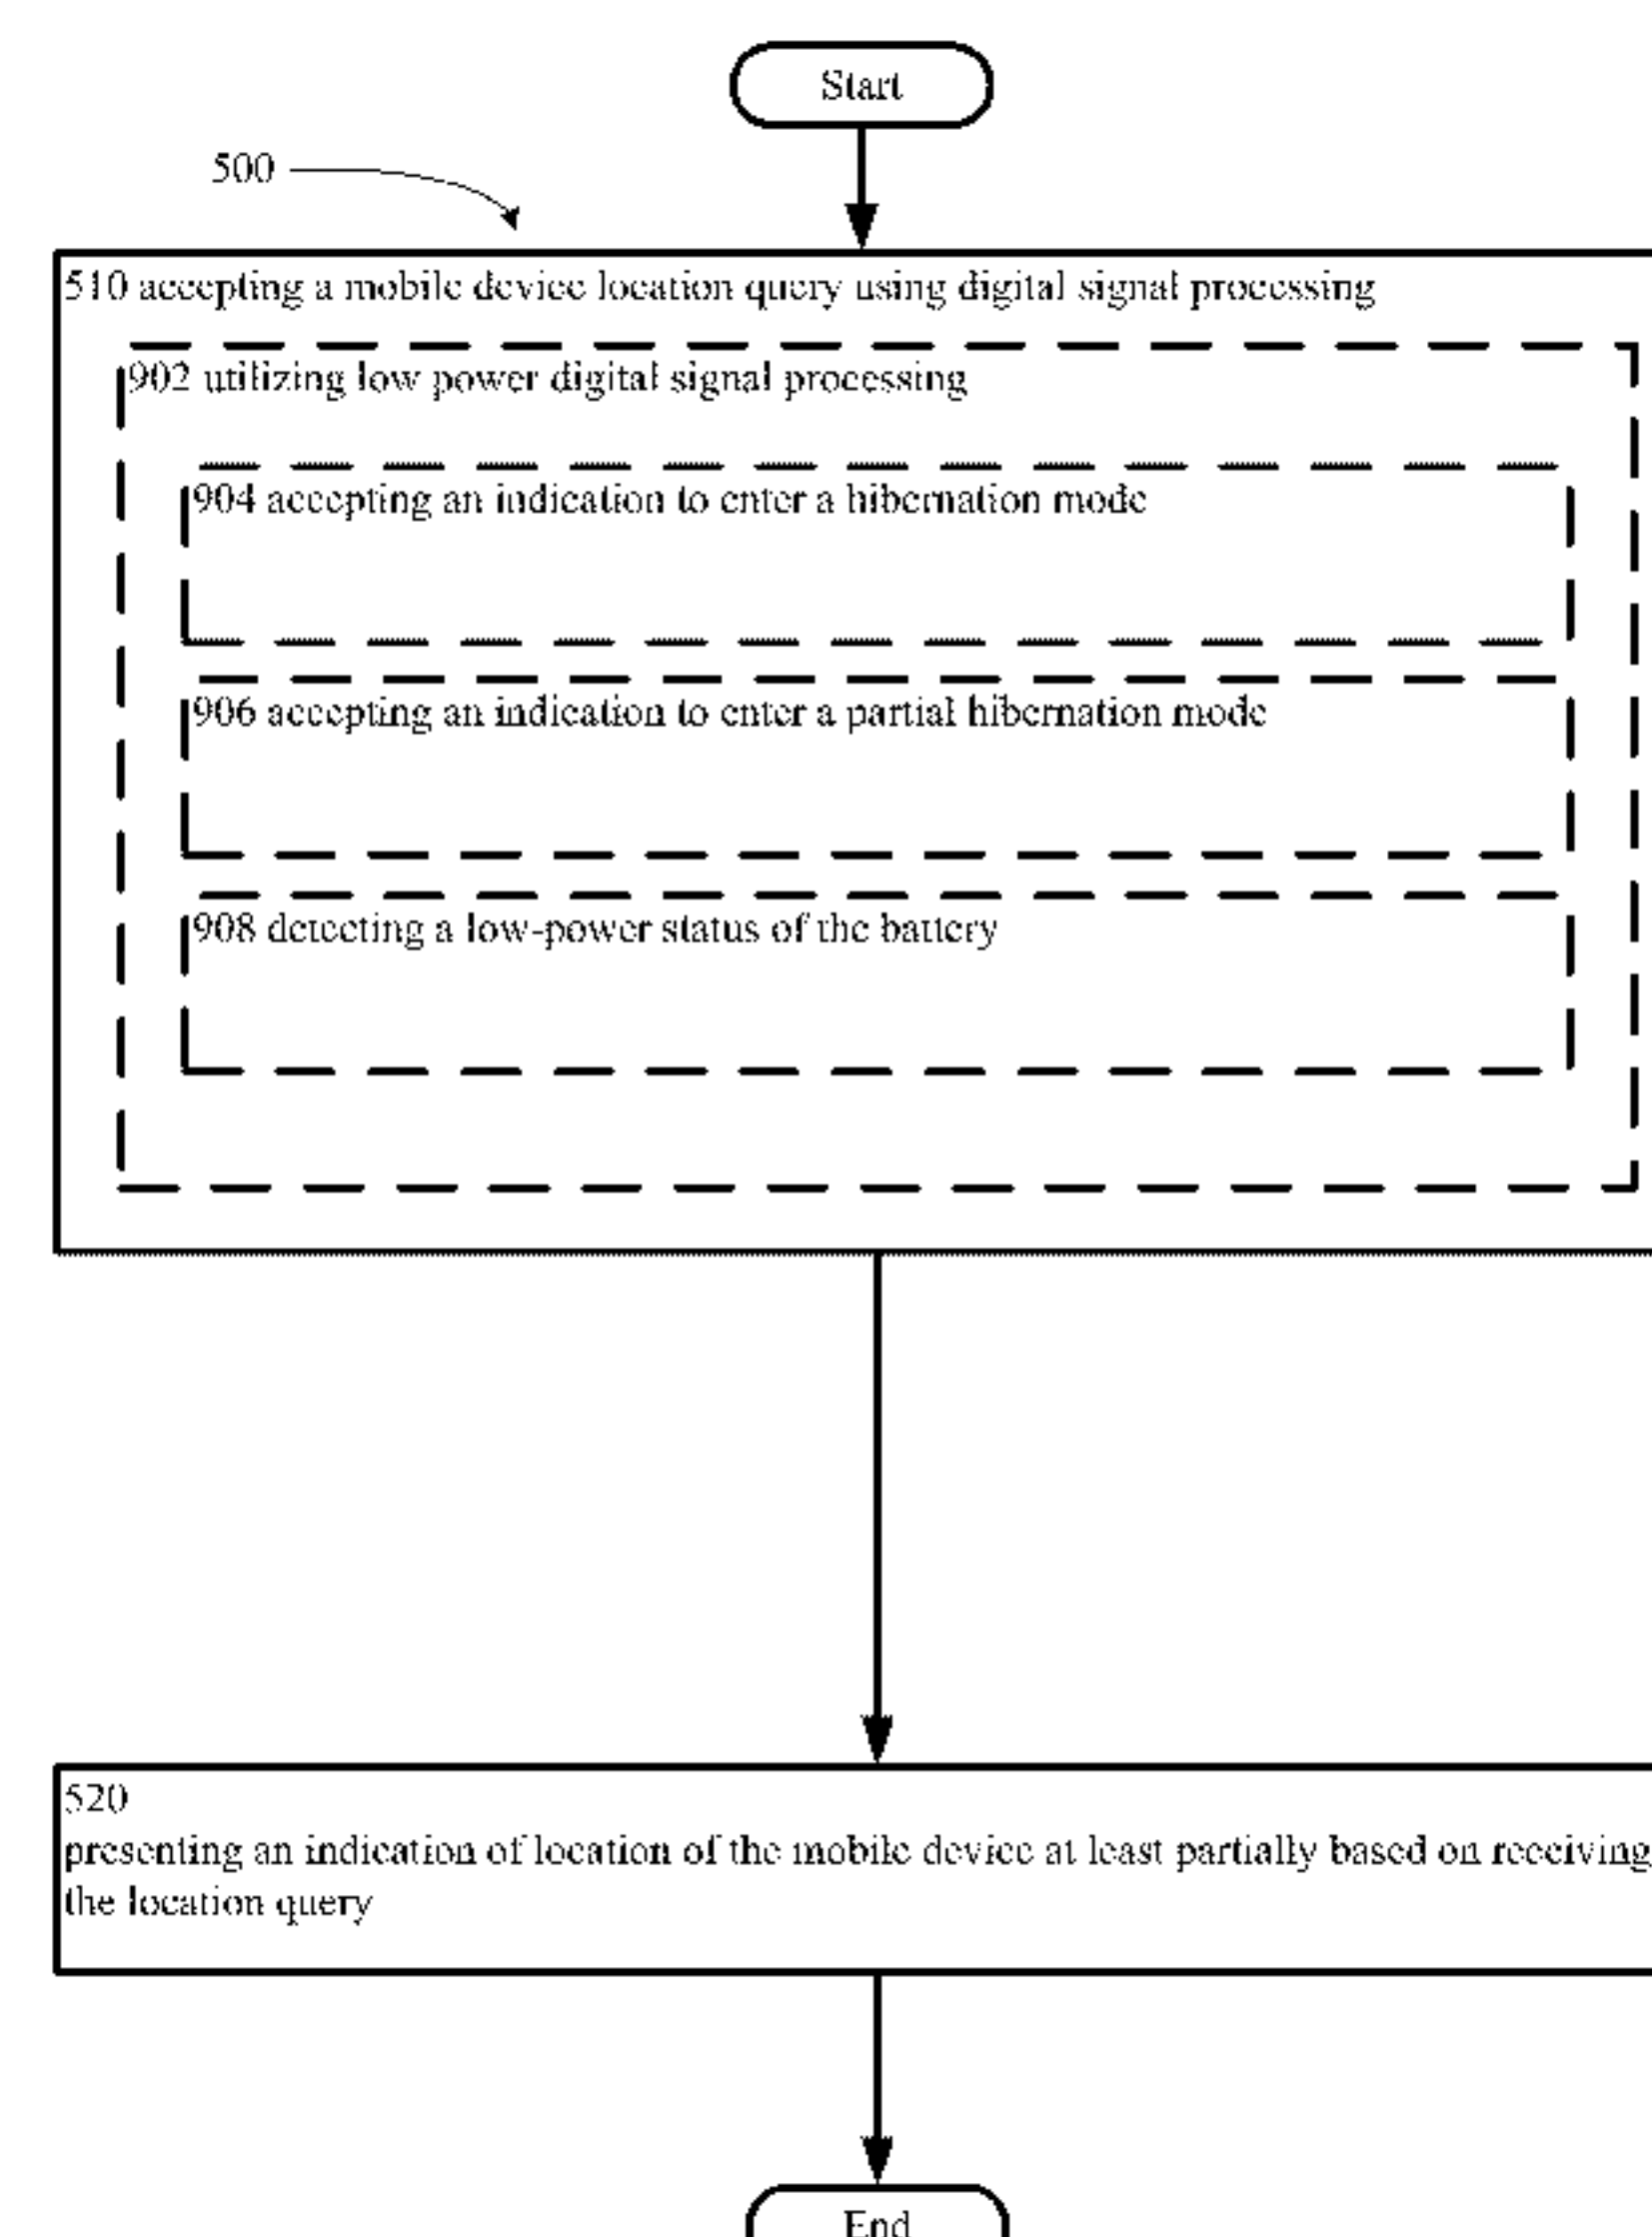 Start
500
510 accepting a mobile device location query using digital signal processing
902 utilizing low power digital signal processing
904 accepting an indication to enter a hibernation mode
906 accepting an indication to enter a partial hibernation mode
908 detecting a low-power status of the battery
520
presenting an indication of location of the mobile device at least partially based on receiving
the location query
End